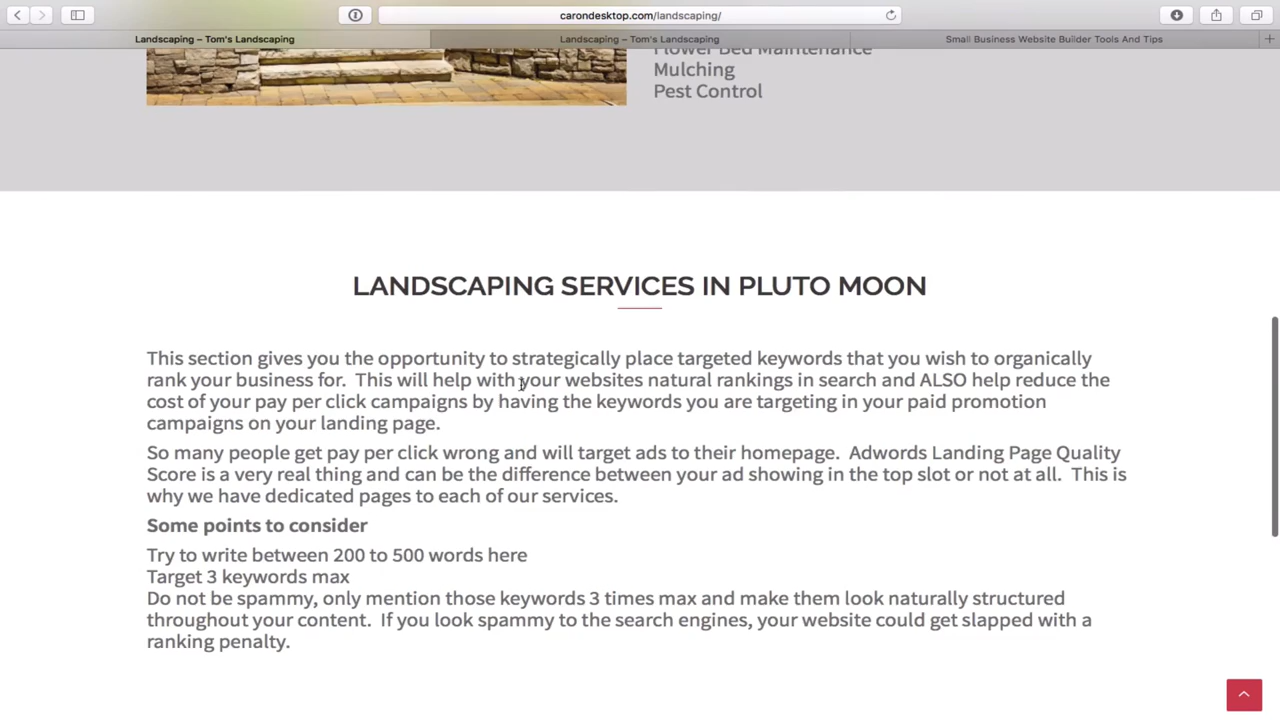 carondesktop.com/landscaping/
Landscaping – Tom's Landscaping
Landscaping – Tom's Landscaping
Small Business Website Builder Tools And Tips
Flower Bed Maintenance
Mulching
Pest Control
LANDSCAPING SERVICES IN PLUTO MOON
This section gives you the opportunity to strategically place targeted keywords that you wish to organically
rank your business for.  This will help with your websites natural rankings in search and ALSO help reduce the
cost of your pay per click campaigns by having the keywords you are targeting in your paid promotion
campaigns on your landing page.
So many people get pay per click wrong and will target ads to their homepage.  Adwords Landing Page Quality
Score is a very real thing and can be the difference between your ad showing in the top slot or not at all.  This is
why we have dedicated pages to each of our services.
Some points to consider
Try to write between 200 to 500 words here
Target 3 keywords max
Do not be spammy, only mention those keywords 3 times max and make them look naturally structured
throughout your content.  If you look spammy to the search engines, your website could get slapped with a
ranking penalty.